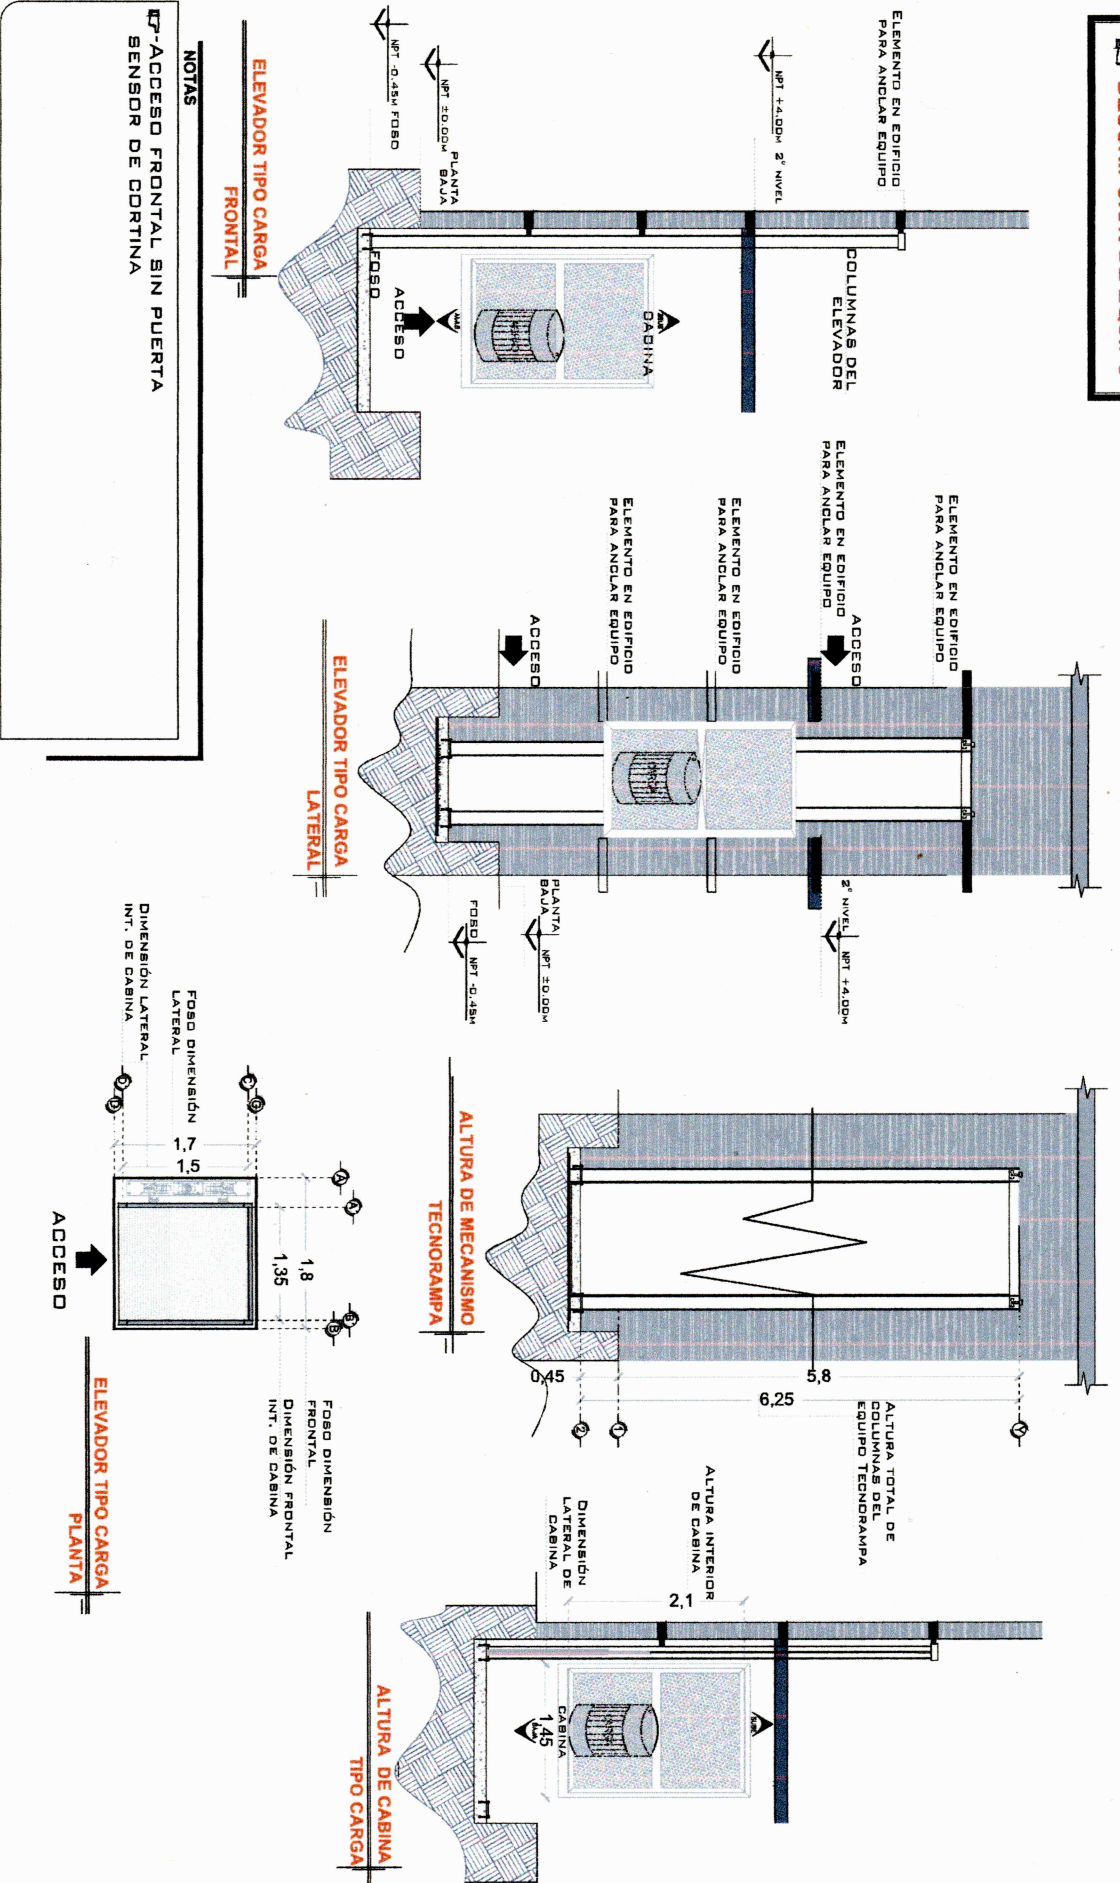 ELEMENTO EN EDIFICIO
PARA ANCLAR EQUIPO
NPT +4.00M 2° NIVEL
NPT ±0.00M PLANTA
BAJA
NPT -0.45M FOSO
COLUMNAS DEL
ELEVADOR
CABINA
ACCESO
FOSO
ELEVADOR TIPO CARGA
FRONTAL
ELEMENTO EN EDIFICIO
PARA ANCLAR EQUIPO
ELEMENTO EN EDIFICIO
PARA ANCLAR EQUIPO
ACCESO
ELEMENTO EN EDIFICIO
PARA ANCLAR EQUIPO
ELEMENTO EN EDIFICIO
PARA ANCLAR EQUIPO
ACCESO
2° NIVEL NPT +4.00M
PLANTA
BAJA NPT ±0.00M
FOSO NPT -0.45M
ELEVADOR TIPO CARGA
LATERAL
Y
1
2
5,8
6,25
0,45
ALTURA TOTAL DE
COLUMNAS DEL
EQUIPO TECNORAMPA
ALTURA DE MECANISMO
TECNORAMPA
ALTURA INTERIOR
DE CABINA
DIMENSIÓN
LATERAL DE
CABINA
2,1
CABINA
1,45
ALTURA DE CABINA
TIPO CARGA
NOTAS
-ACCESO FRONTAL SIN PUERTA
SENSOR DE CORTINA
FOSO DIMENSIÓN
LATERAL
DIMENSIÓN LATERAL
INT. DE CABINA
1,7
1,5
A
A
B
B
C
D
1,8
1,35
FOSO DIMENSIÓN
FRONTAL
DIMENSIÓN FRONTAL
INT. DE CABINA
ACCESO
ELEVADOR TIPO CARGA
PLANTA